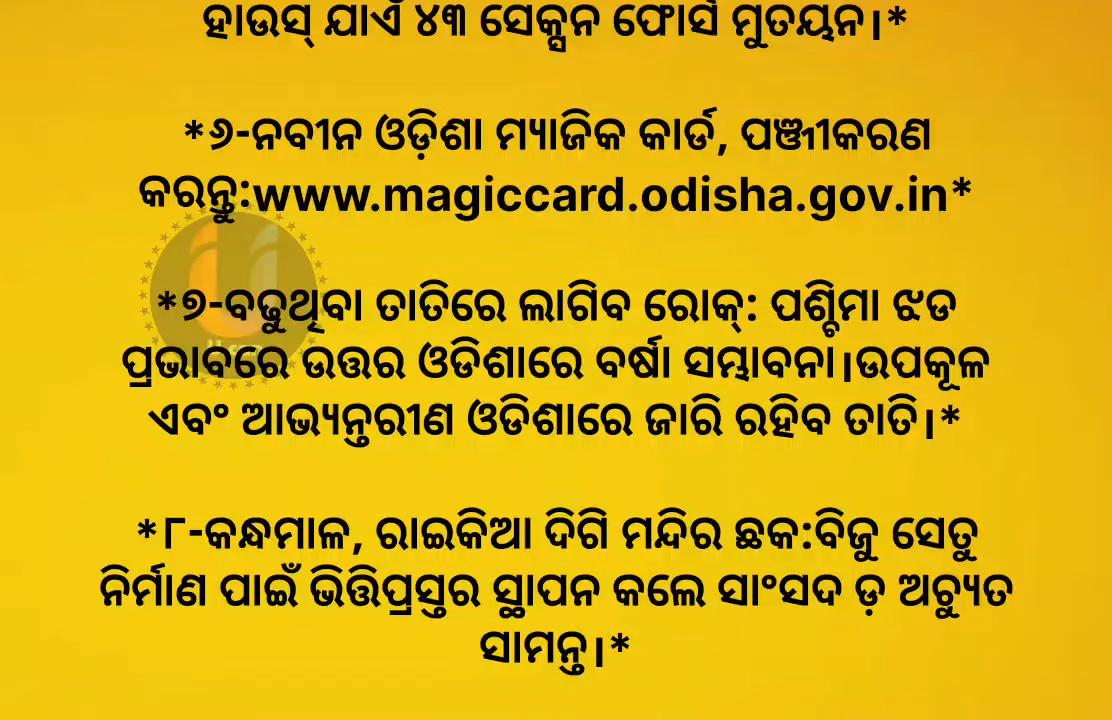 ହାଉସ୍ ଯାଏଁ ୪୩ ସେକ୍ସନ ଫୋର୍ସ ମୁତୟନ।*
*୬-ନବୀନ ଓଡ଼ିଶା ମ୍ୟାଜିକ କାର୍ଡ, ପଞ୍ଜୀକରଣ
କରନ୍ତୁ:www.magiccard.odisha.gov.in*
*୭-ବଢୁଥିବା ତାତିରେ ଲାଗିବ ରୋକ୍: ପଶ୍ଚିମା ଝଡ
ପ୍ରଭାବରେ ଉତ୍ତର ଓଡିଶାରେ ବର୍ଷା ସମ୍ଭାବନା।ଉପକୂଳ
ଏବଂ ଆଭ୍ୟନ୍ତରୀଣ ଓଡିଶାରେ ଜାରି ରହିବ ତାତି।*
*୮-କନ୍ଧମାଳ, ରାଇକିଆ ଦିଗି ମନ୍ଦିର ଛକ:ବିଜୁ ସେତୁ
ନିର୍ମାଣ ପାଇଁ ଭିତ୍ତିପ୍ରସ୍ତର ସ୍ଥାପନ କଲେ ସାଂସଦ ଡ଼ ଅଚ୍ୟୁତ
ସାମନ୍ତ।*